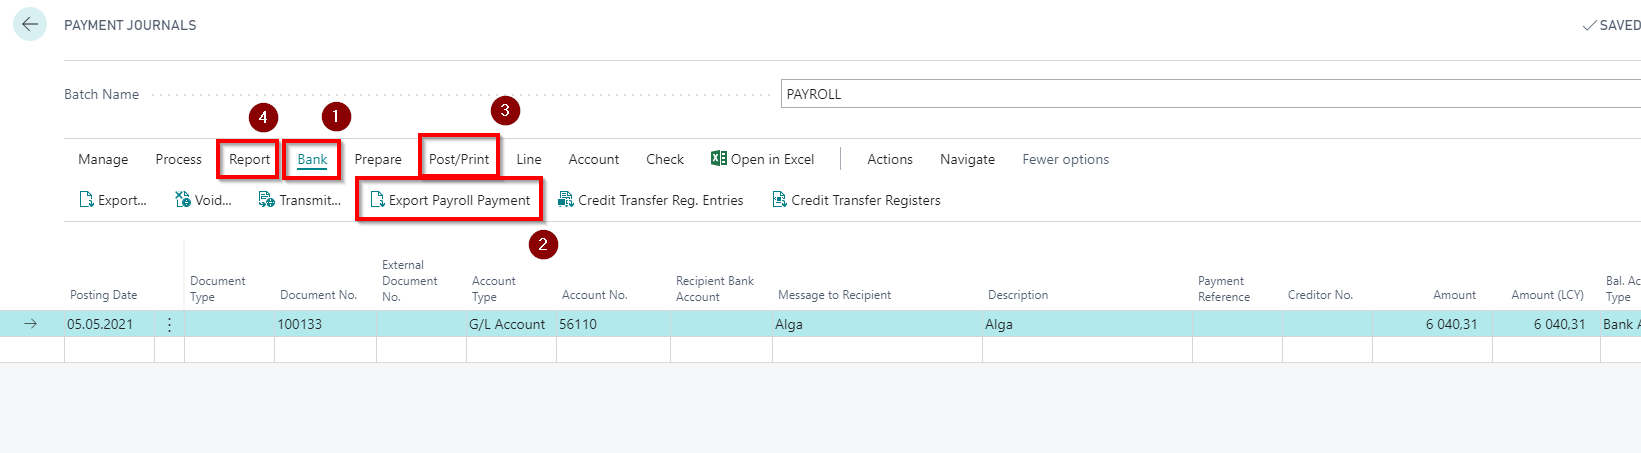 PAYMENT JOURNALS
SAVED
Batch Name
PAYROLL
4 1 3
Manage Process Report Bank Prepare Post/Print Line Account Check Open in Excel Actions Navigate Fewer options
Export... Void... Transmit... Export Payroll Payment Credit Transfer Reg. Entries Credit Transfer Registers
2
Posting Date Document Type Document No. External Document No. Account Type Account No. Recipient Bank Account Message to Recipient Description Payment Reference Creditor No. Amount Amount (LCY) Bal. Ac Type
05.05.2021 100133 G/L Account 56110 Alga Alga 6 040,31 6 040,31 Bank A